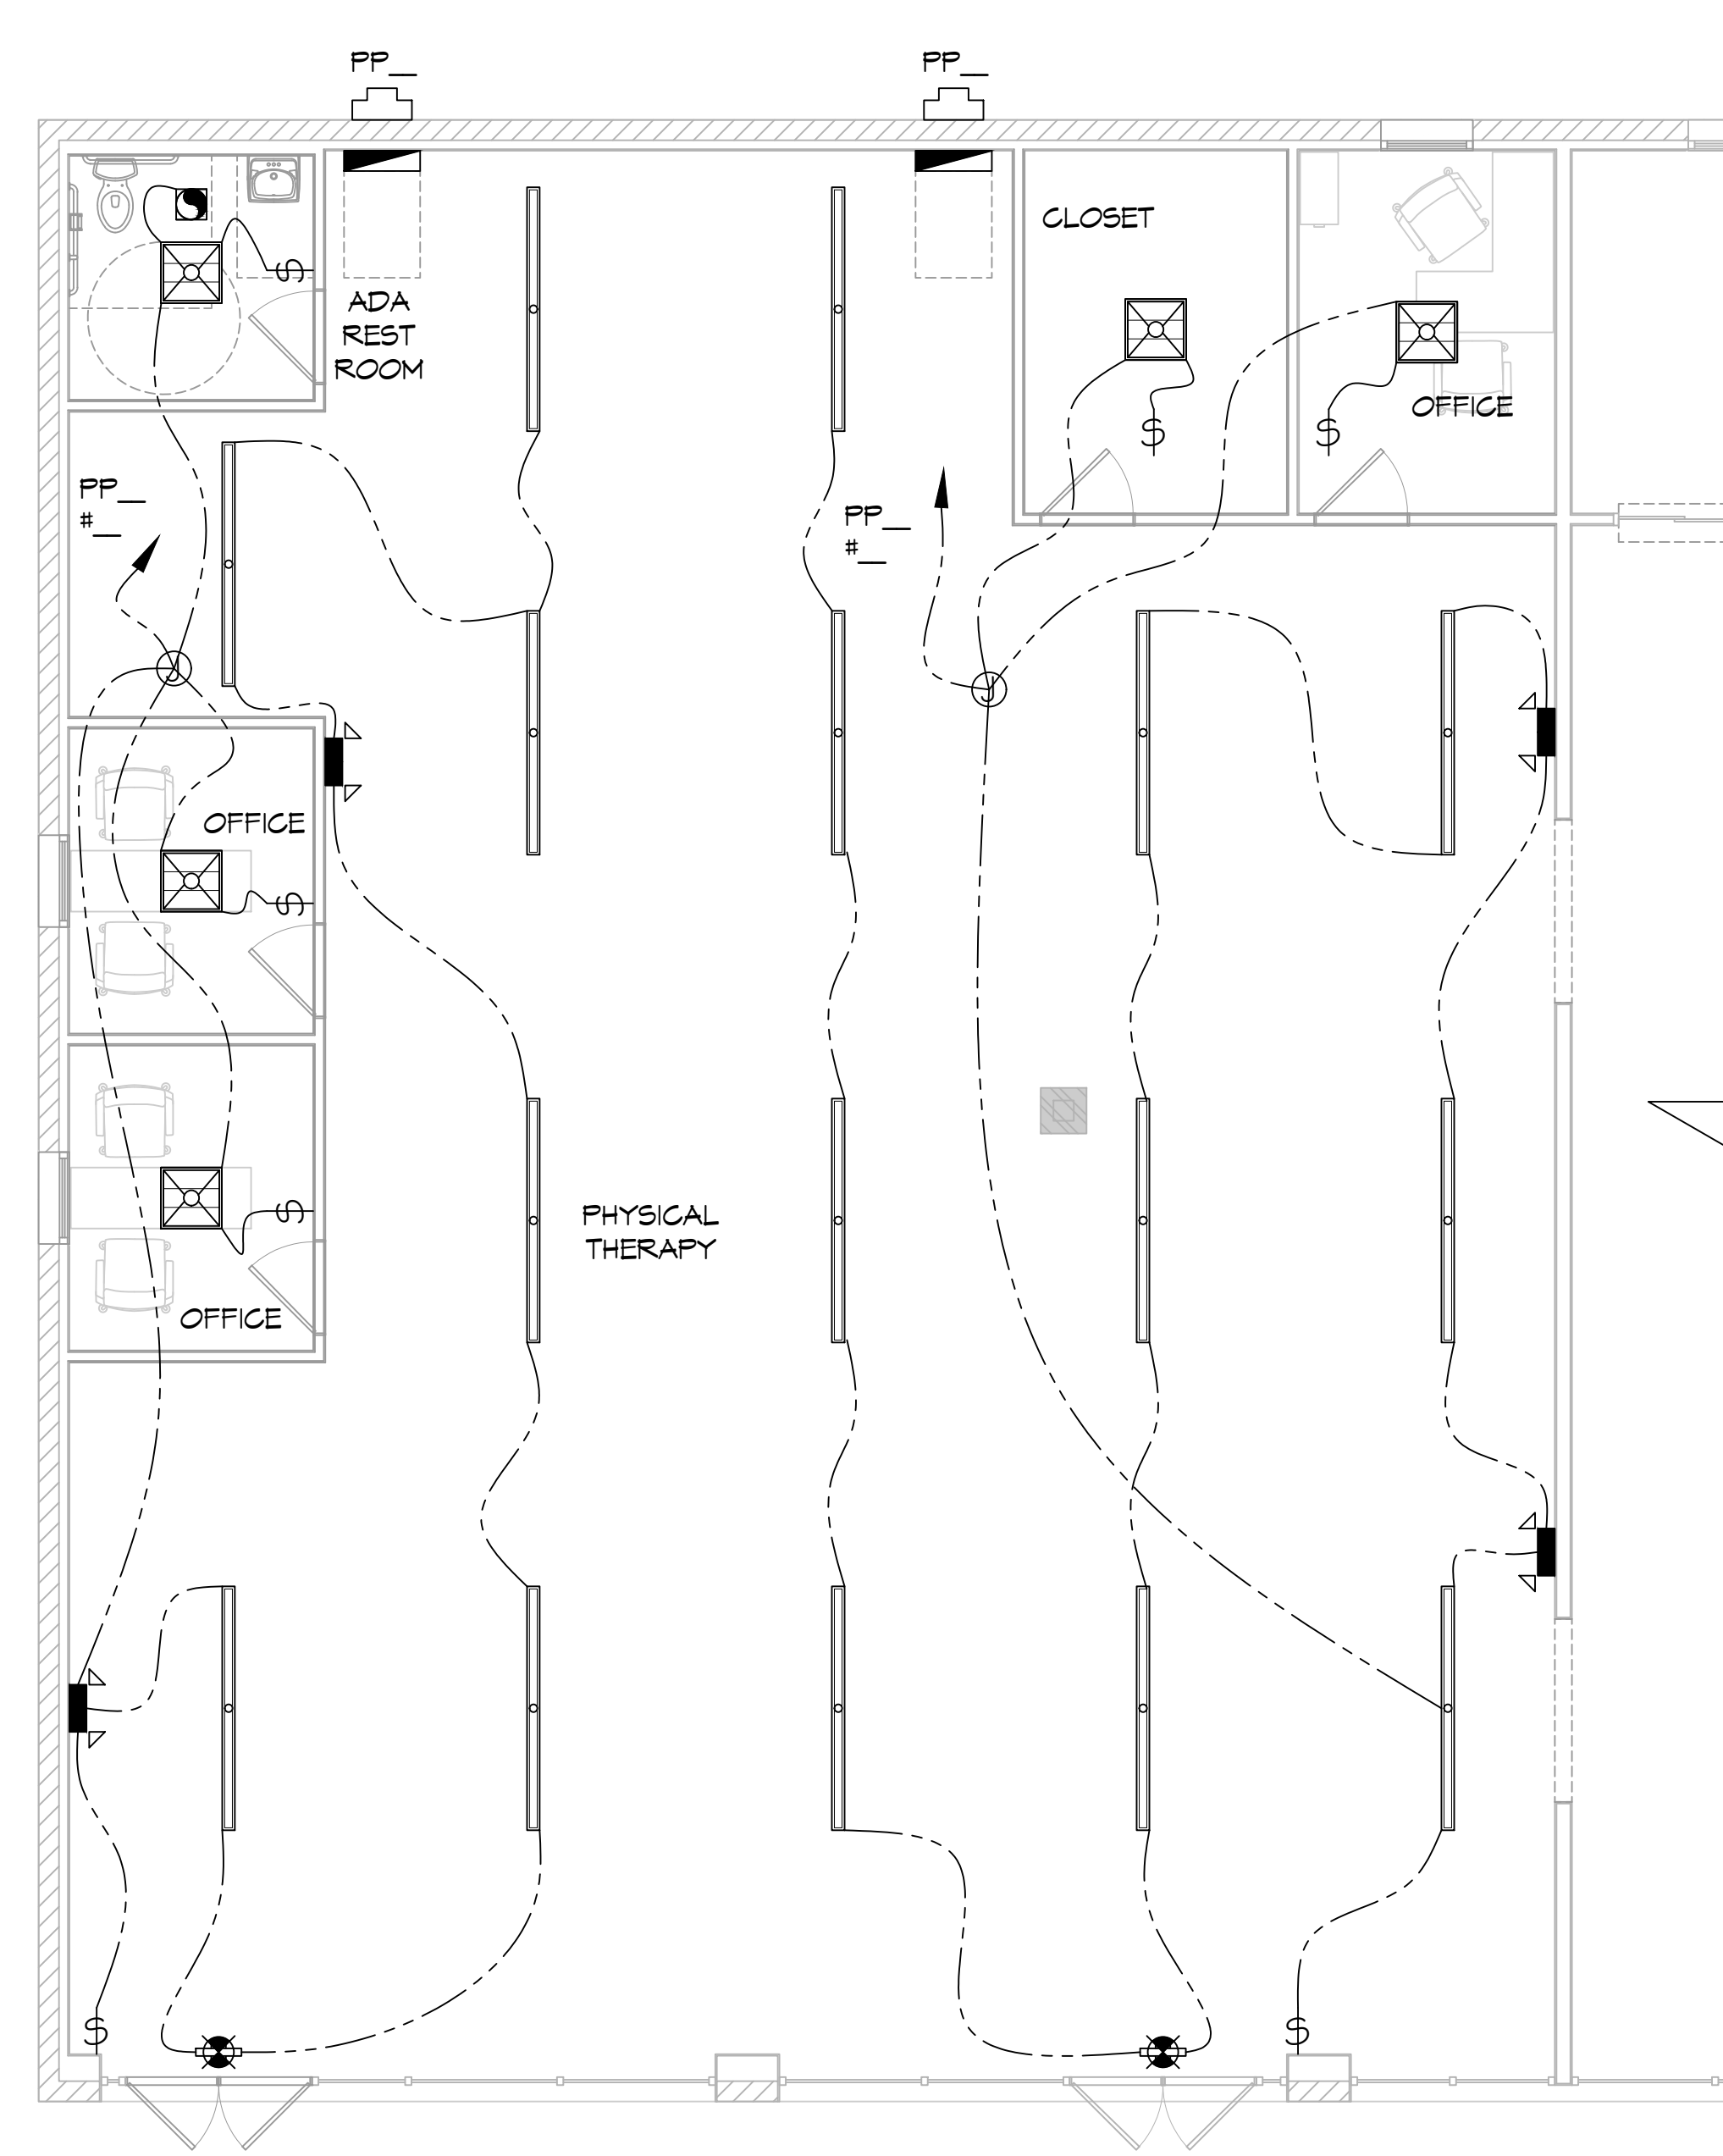 PP__
PP__
CLOSET
ADA
REST
ROOM
$
OFFICE
$
$
PP__
#__
PP__
#__
J
J
OFFICE
$
PHYSICAL
THERAPY
$
OFFICE
$
$